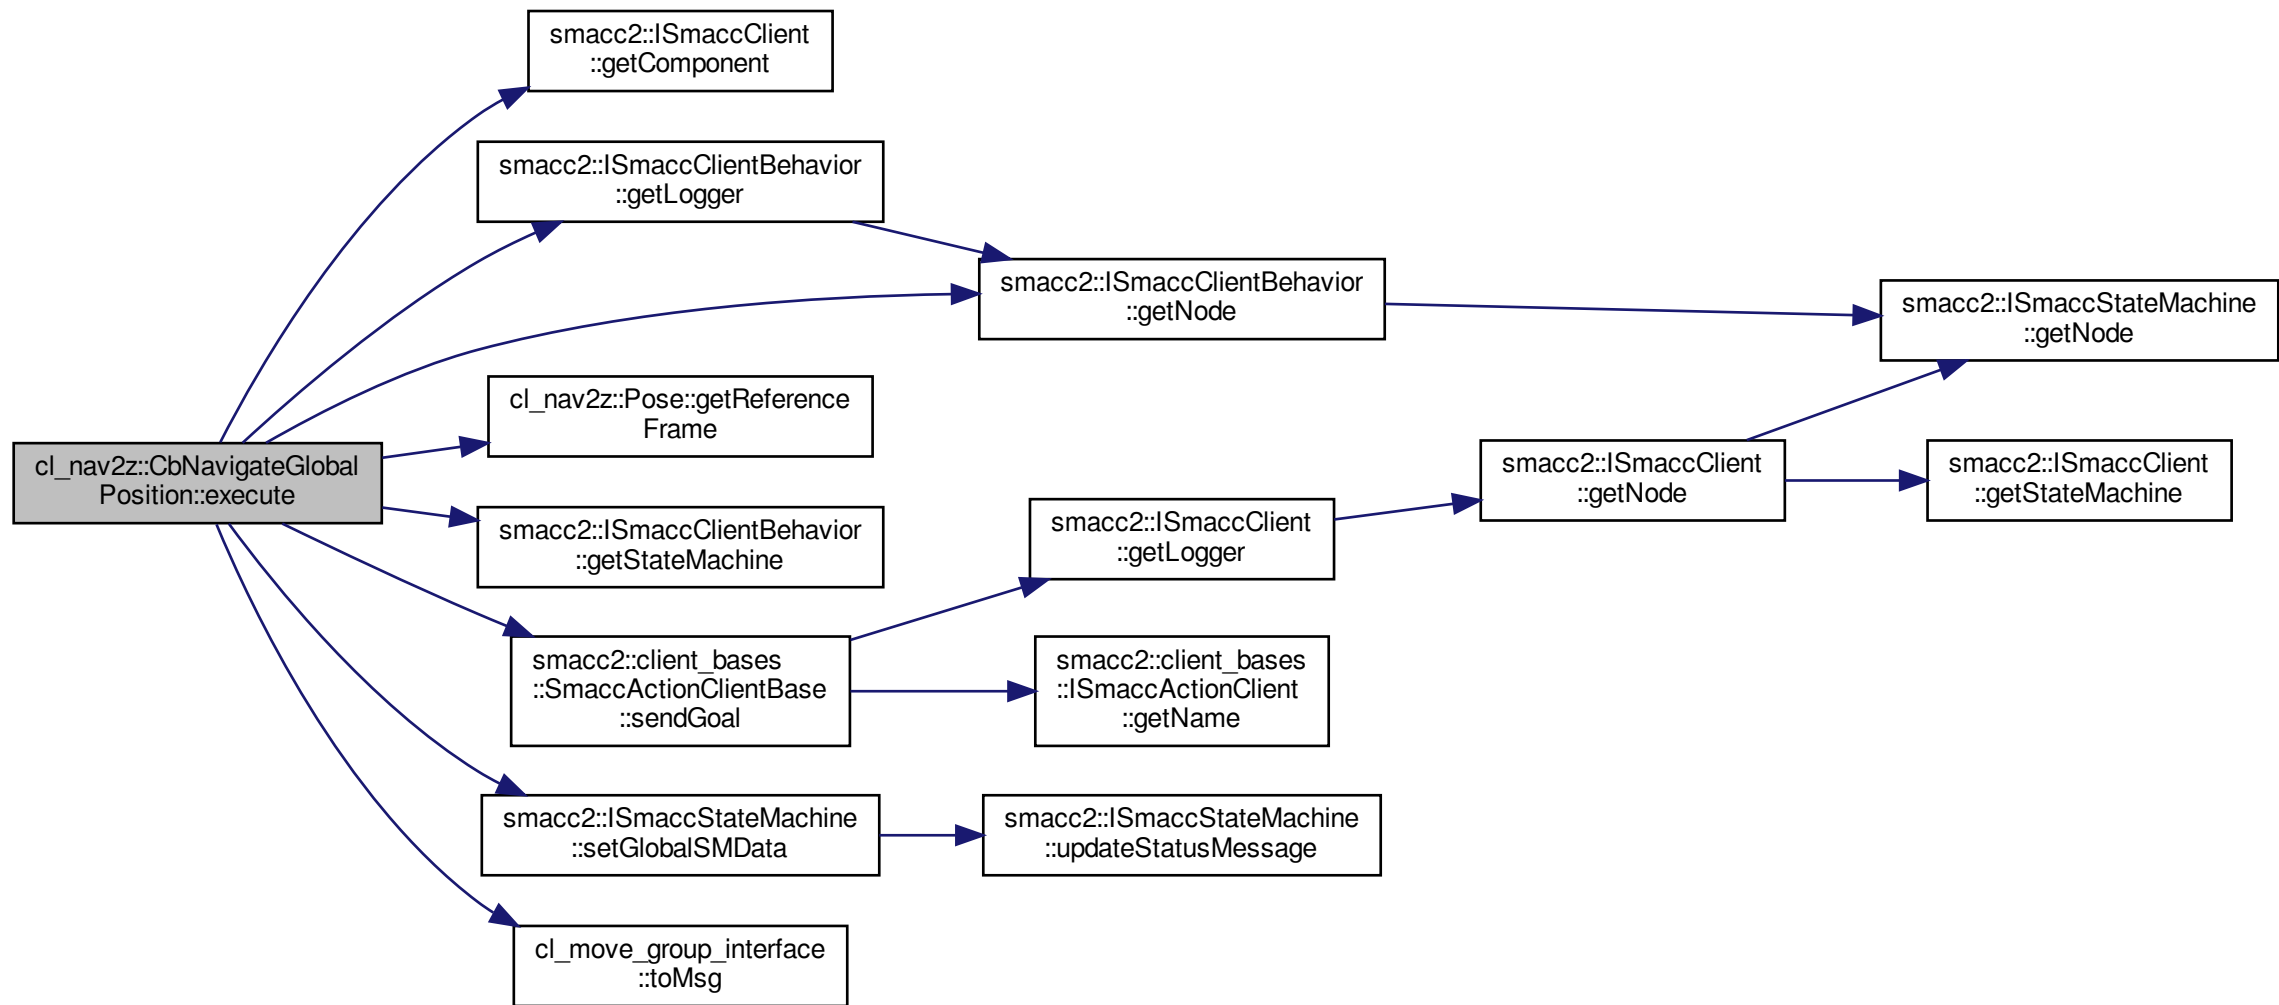 smacc2::ISmaccClient
::getComponent
smacc2::ISmaccClientBehavior
::getLogger
smacc2::ISmaccClientBehavior
::getNode
smacc2::ISmaccStateMachine
::getNode
cl_nav2z::Pose::getReference
Frame
cl_nav2z::CbNavigateGlobal
Position::execute
smacc2::ISmaccClient
::getNode
smacc2::ISmaccClient
::getStateMachine
smacc2::ISmaccClientBehavior
::getStateMachine
smacc2::ISmaccClient
::getLogger
smacc2::client_bases
::SmaccActionClientBase
::sendGoal
smacc2::client_bases
::ISmaccActionClient
::getName
smacc2::ISmaccStateMachine
::setGlobalSMData
smacc2::ISmaccStateMachine
::updateStatusMessage
cl_move_group_interface
::toMsg